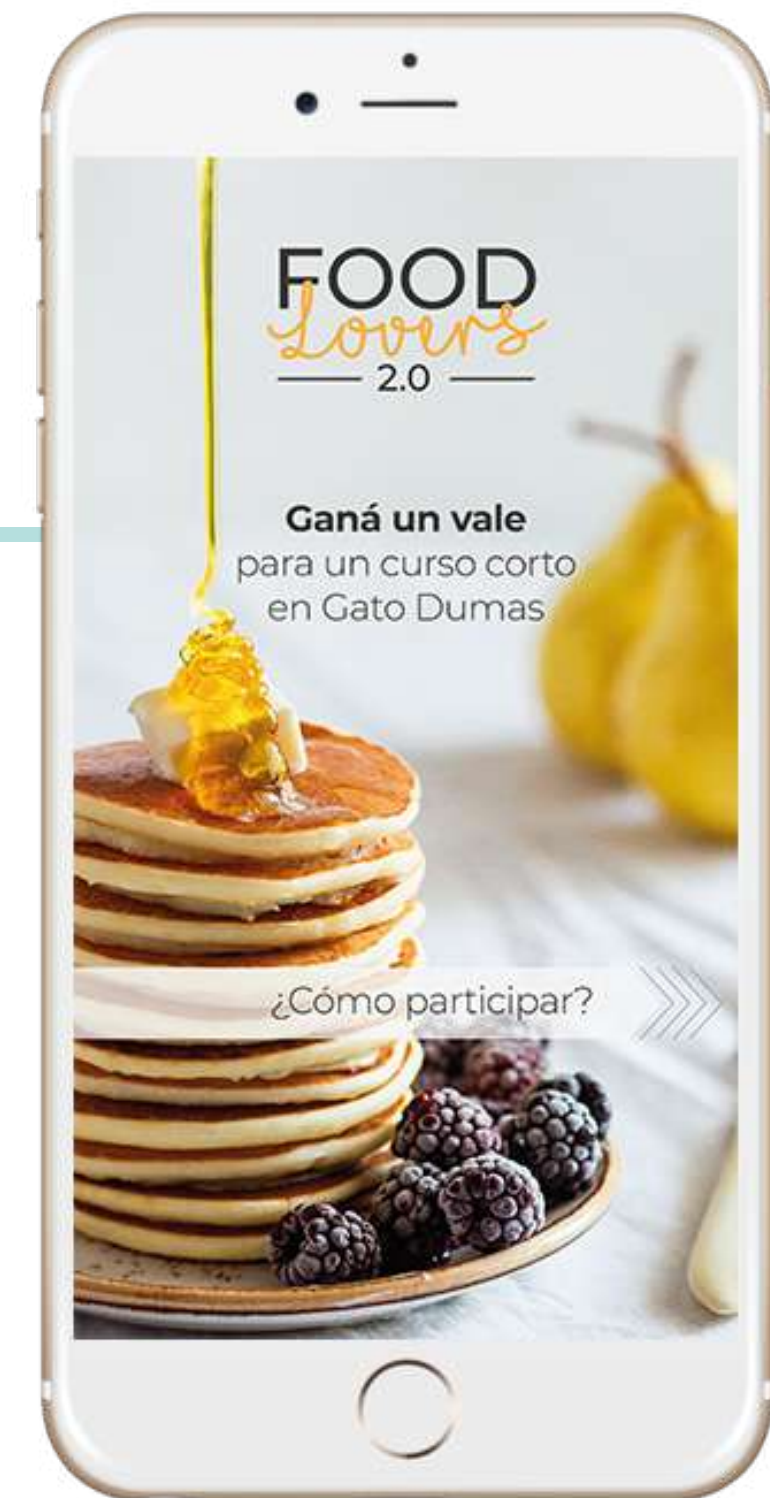 FOOD
Lovers
2.0
Ganá un vale
para un curso corto
en Gato Dumas
¿Cómo participar?